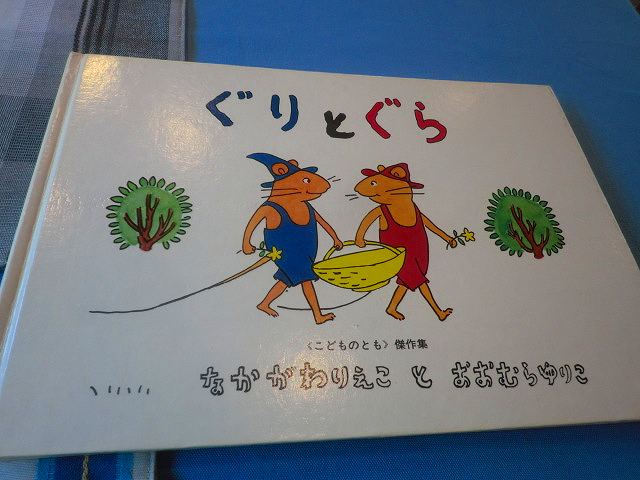 ぐりとぐら
〈こどものとも〉傑作集
なかがわりえこ と おおむらゆりこ